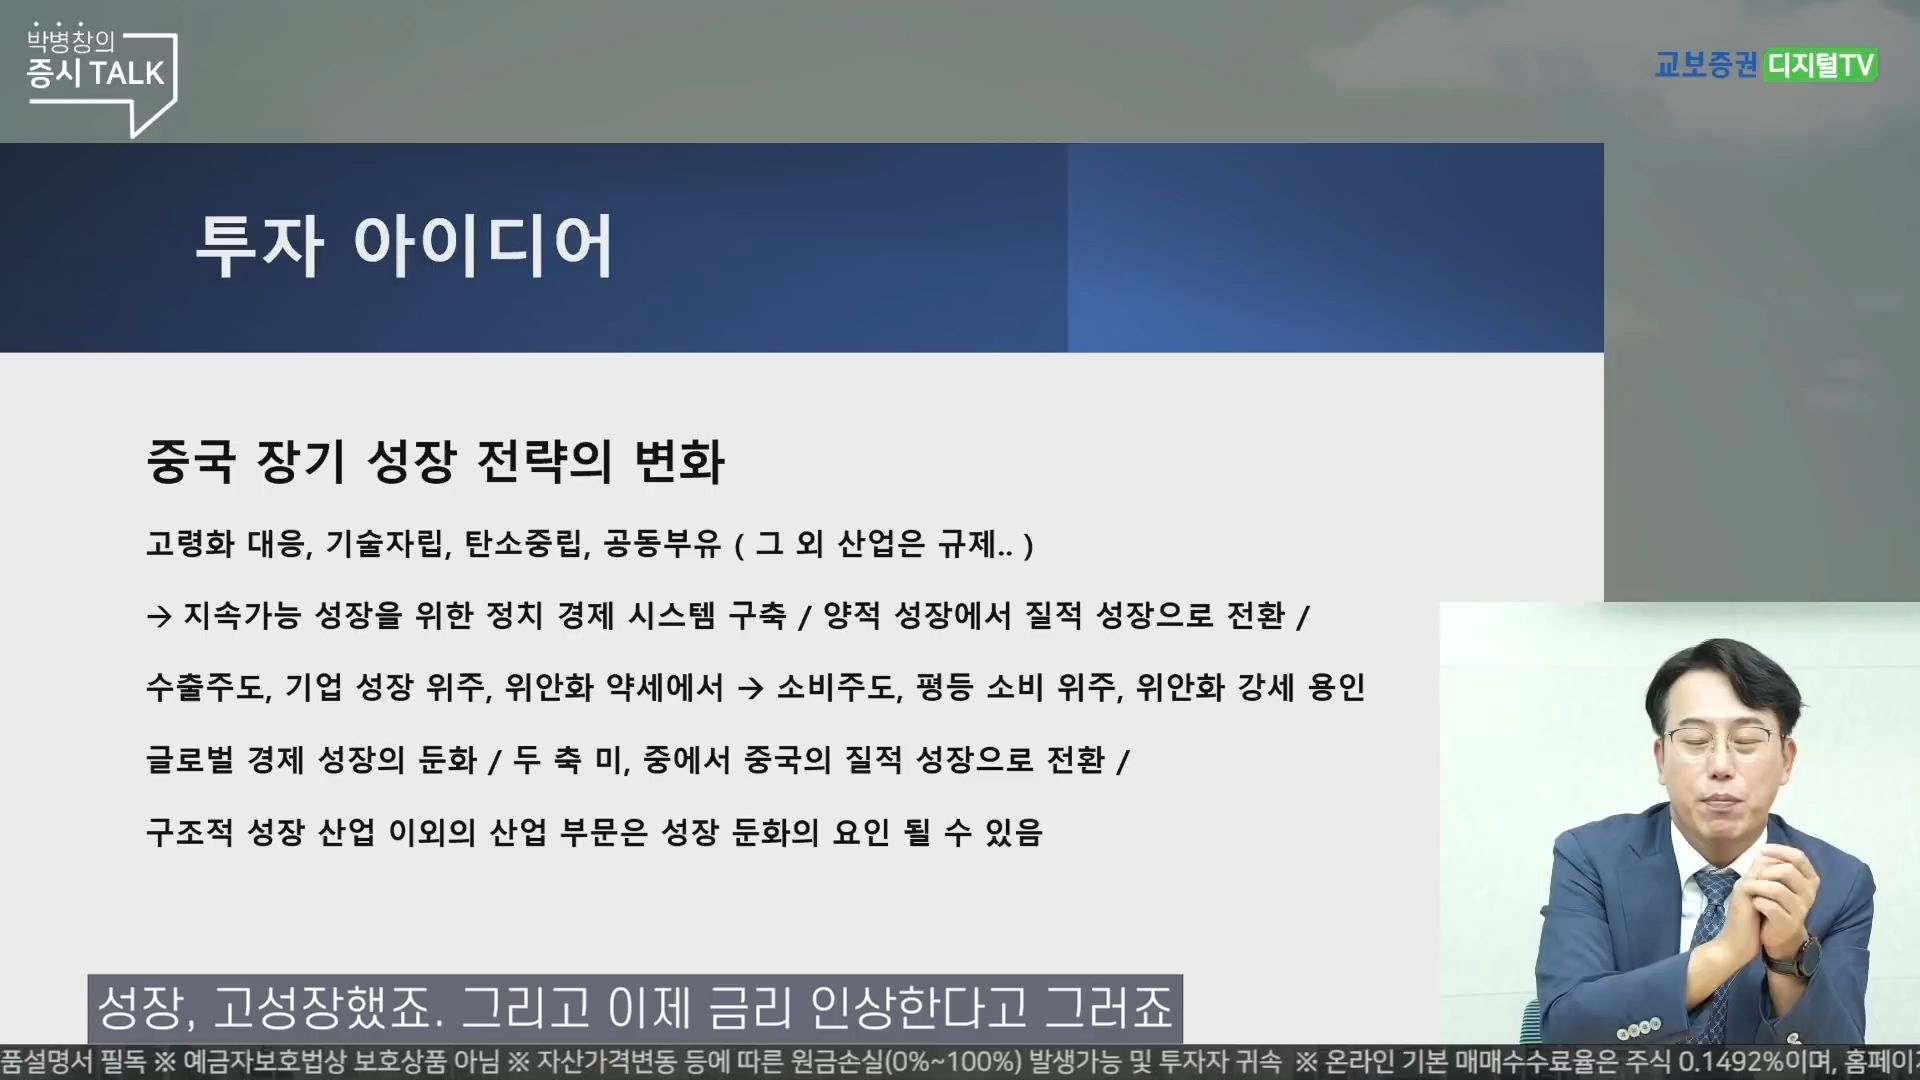 박병창의
증시 TALK
교보증권 디지털TV
투자 아이디어
중국 장기 성장 전략의 변화
고령화 대응, 기술자립, 탄소중립, 공동부유 ( 그 외 산업은 규제.. )
→ 지속가능 성장을 위한 정치 경제 시스템 구축 / 양적 성장에서 질적 성장으로 전환 /
수출주도, 기업 성장 위주, 위안화 약세에서 → 소비주도, 평등 소비 위주, 위안화 강세 용인
글로벌 경제 성장의 둔화 / 두 축 미, 중에서 중국의 질적 성장으로 전환 /
구조적 성장 산업 이외의 산업 부문은 성장 둔화의 요인 될 수 있음
성장, 고성장했죠. 그리고 이제 금리 인상한다고 그러죠
품설명서 필독 ※ 예금자보호법상 보호상품 아님 ※ 자산가격변동 등에 따른 원금손실(0%~100%) 발생가능 및 투자자 귀속 ※ 온라인 기본 매매수수료율은 주식 0.1492%이며, 홈페이지